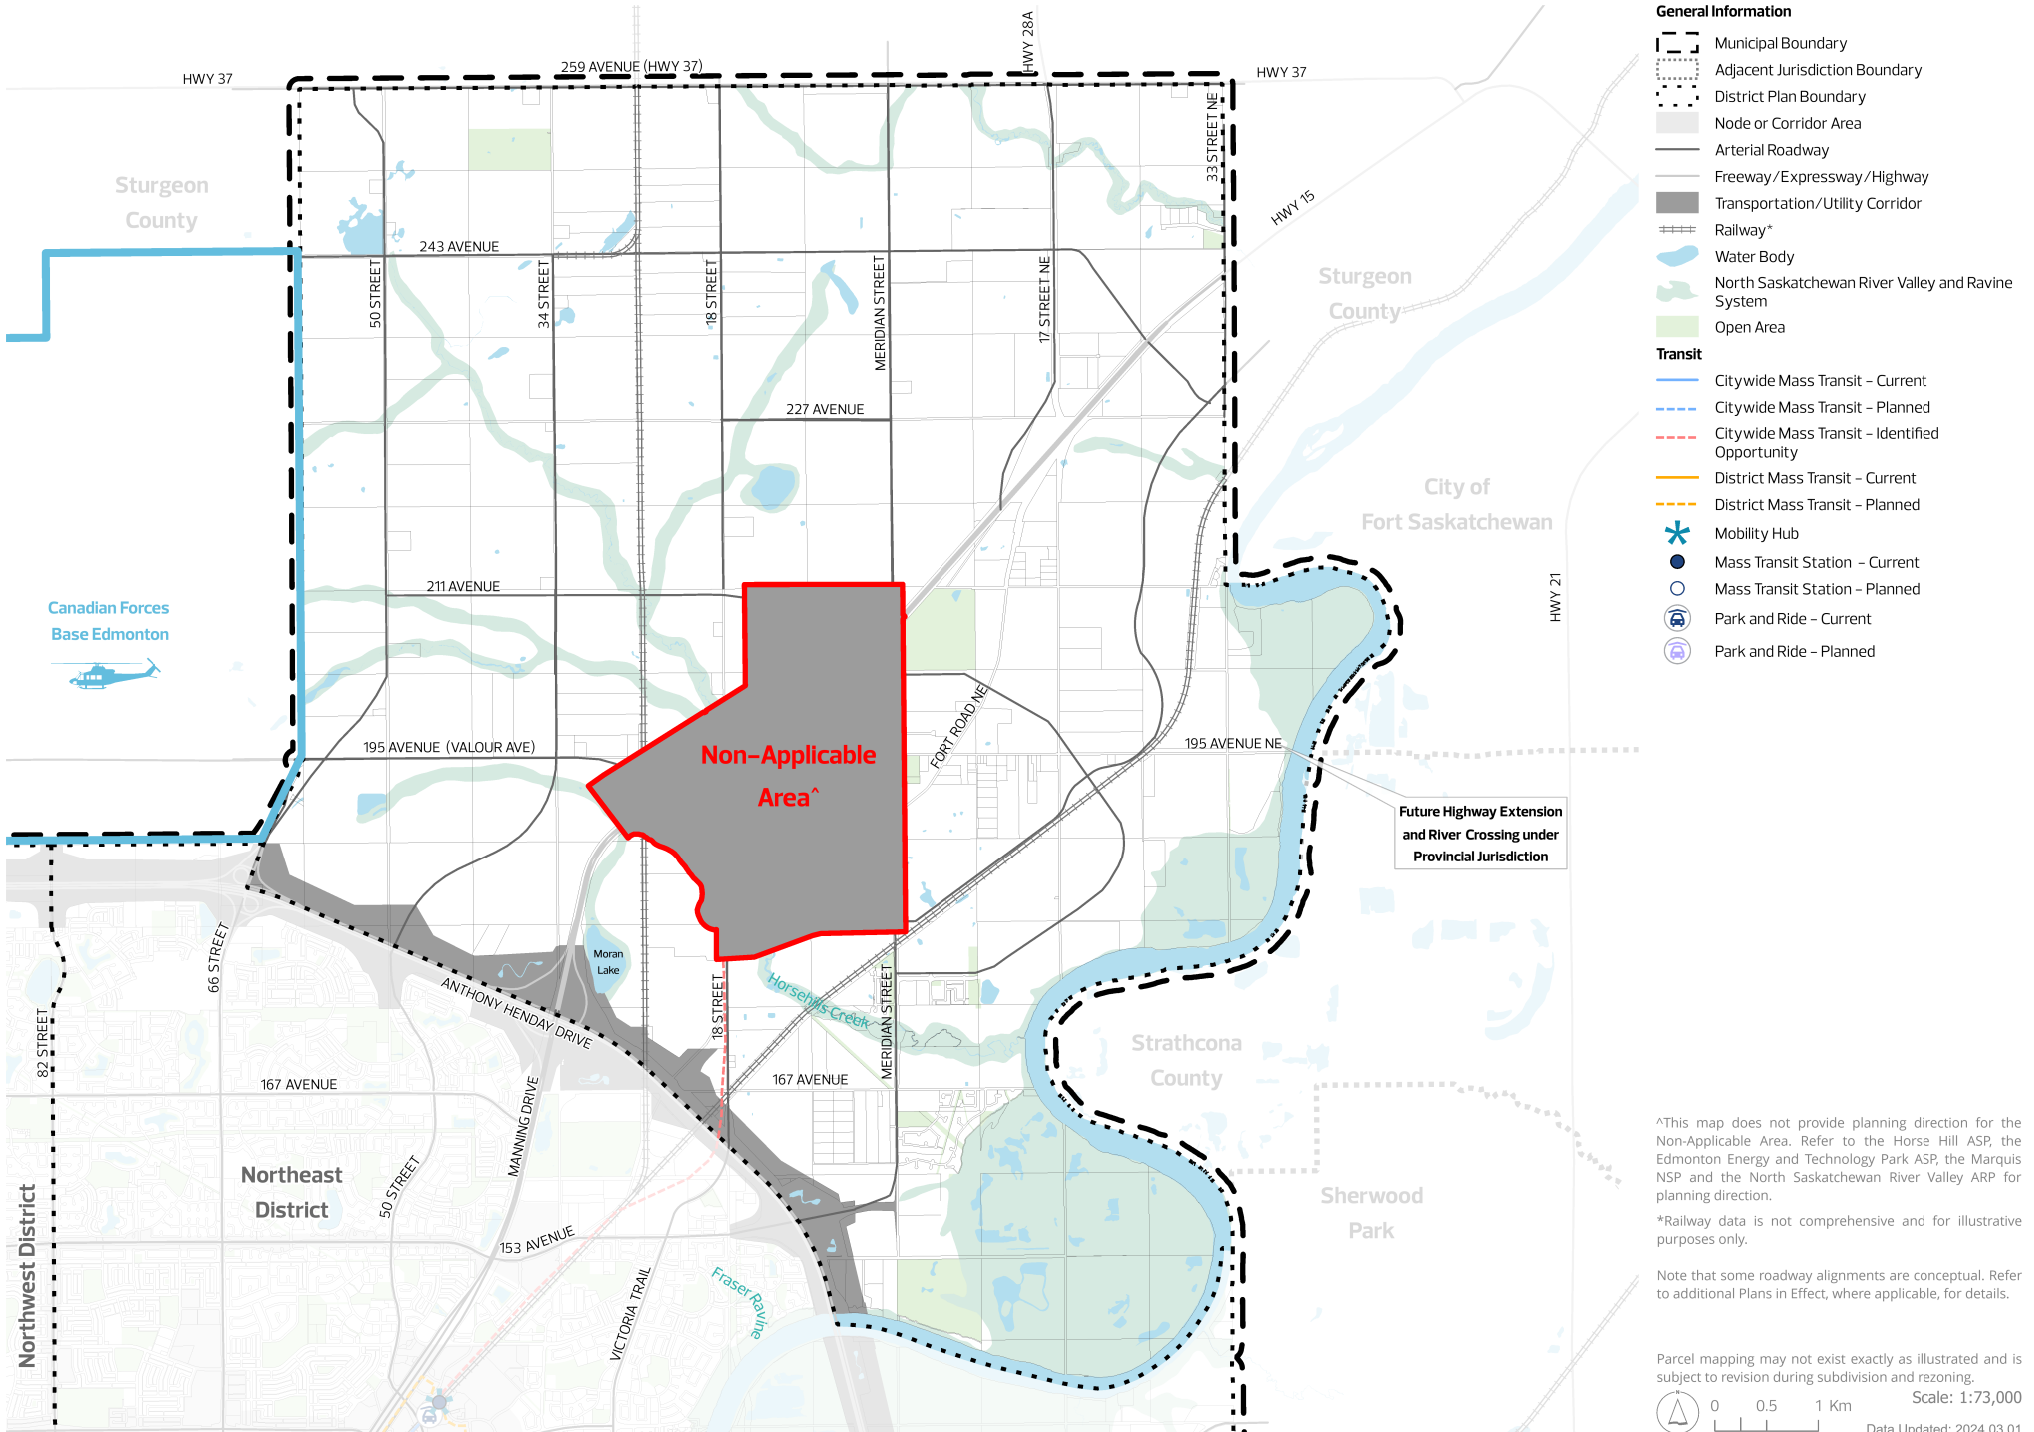 HWY 37
259 AVENUE (HWY 37)
HWY 28A
HWY 37
33 STREET NE
HWY 15
Sturgeon
County
243 AVENUE
50 STREET
34 STREET
18 STREET
MERIDIAN STREET
17 STREET NE
Sturgeon
County
227 AVENUE
City of
Fort Saskatchewan
HWY 21
211 AVENUE
Canadian Forces
Base Edmonton
195 AVENUE (VALOUR AVE)
Non-Applicable
Area^
FORT ROAD NE
195 AVENUE NE
Future Highway Extension
and River Crossing under
Provincial Jurisdiction
66 STREET
Moran
Lake
ANTHONY HENDAY DRIVE
18 STREET
Horsehills Creek
MERIDIAN STREET
82 STREET
167 AVENUE
MANNING DRIVE
167 AVENUE
Strathcona
County
Northeast
District
50 STREET
Northwest District
153 AVENUE
VICTORIA TRAIL
Fraser Ravine
Sherwood
Park
General Information
Municipal Boundary
Adjacent Jurisdiction Boundary
District Plan Boundary
Node or Corridor Area
Arterial Roadway
Freeway/Expressway/Highway
Transportation/Utility Corridor
Railway*
Water Body
North Saskatchewan River Valley and Ravine
System
Open Area
Transit
Citywide Mass Transit - Current
Citywide Mass Transit - Planned
Citywide Mass Transit - Identified
Opportunity
District Mass Transit - Current
District Mass Transit - Planned
Mobility Hub
Mass Transit Station - Current
Mass Transit Station - Planned
Park and Ride - Current
Park and Ride - Planned
^This map does not provide planning direction for the
Non-Applicable Area. Refer to the Horse Hill ASP, the
Edmonton Energy and Technology Park ASP, the Marquis
NSP and the North Saskatchewan River Valley ARP for
planning direction.
*Railway data is not comprehensive and for illustrative
purposes only.
Note that some roadway alignments are conceptual. Refer
to additional Plans in Effect, where applicable, for details.
Parcel mapping may not exist exactly as illustrated and is
subject to revision during subdivision and rezoning.
N
0 0.5 1 Km
Scale: 1:73,000
Data Updated: 2024.03.01